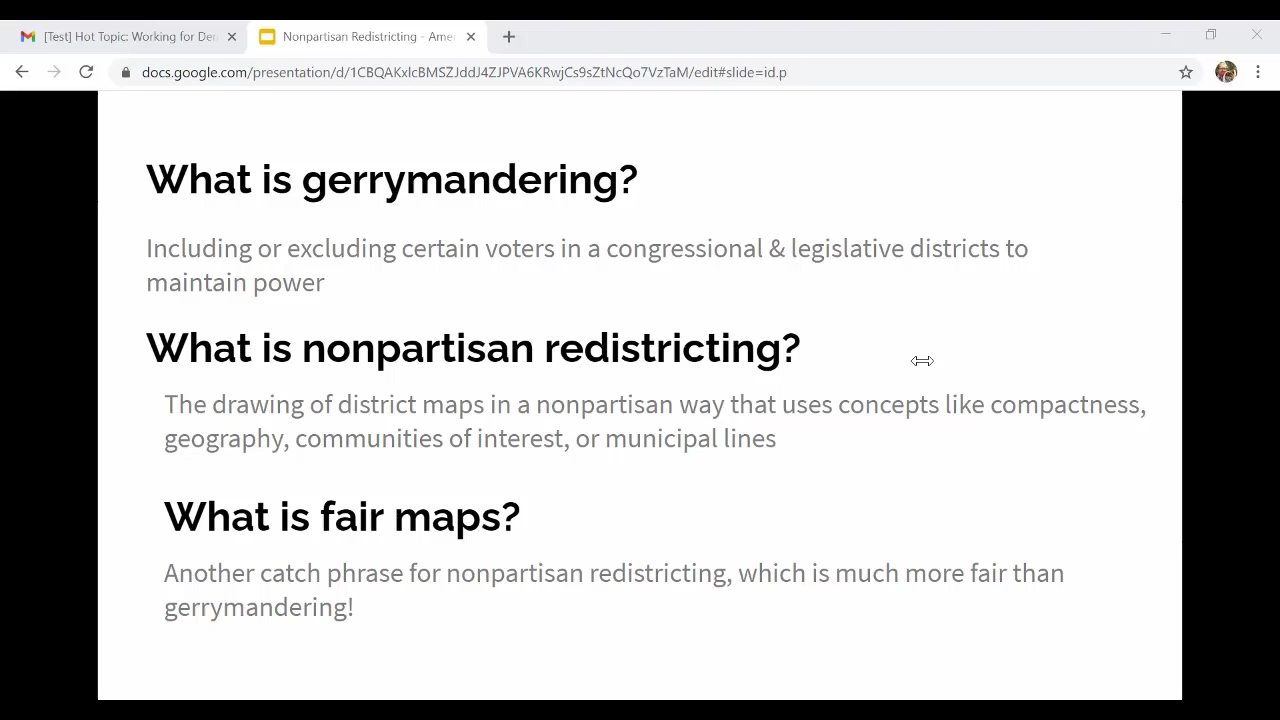 [Test] Hot Topic: Working for Der
Nonpartisan Redistricting - Amer
docs.google.com/presentation/d/1CBQAKxlcBMSZJddJ4ZJPVA6KRwjCs9sZtNcQo7VzTaM/edit#slide=id.p
What is gerrymandering?
Including or excluding certain voters in a congressional & legislative districts to
maintain power
What is nonpartisan redistricting?
The drawing of district maps in a nonpartisan way that uses concepts like compactness,
geography, communities of interest, or municipal lines
What is fair maps?
Another catch phrase for nonpartisan redistricting, which is much more fair than
gerrymandering!